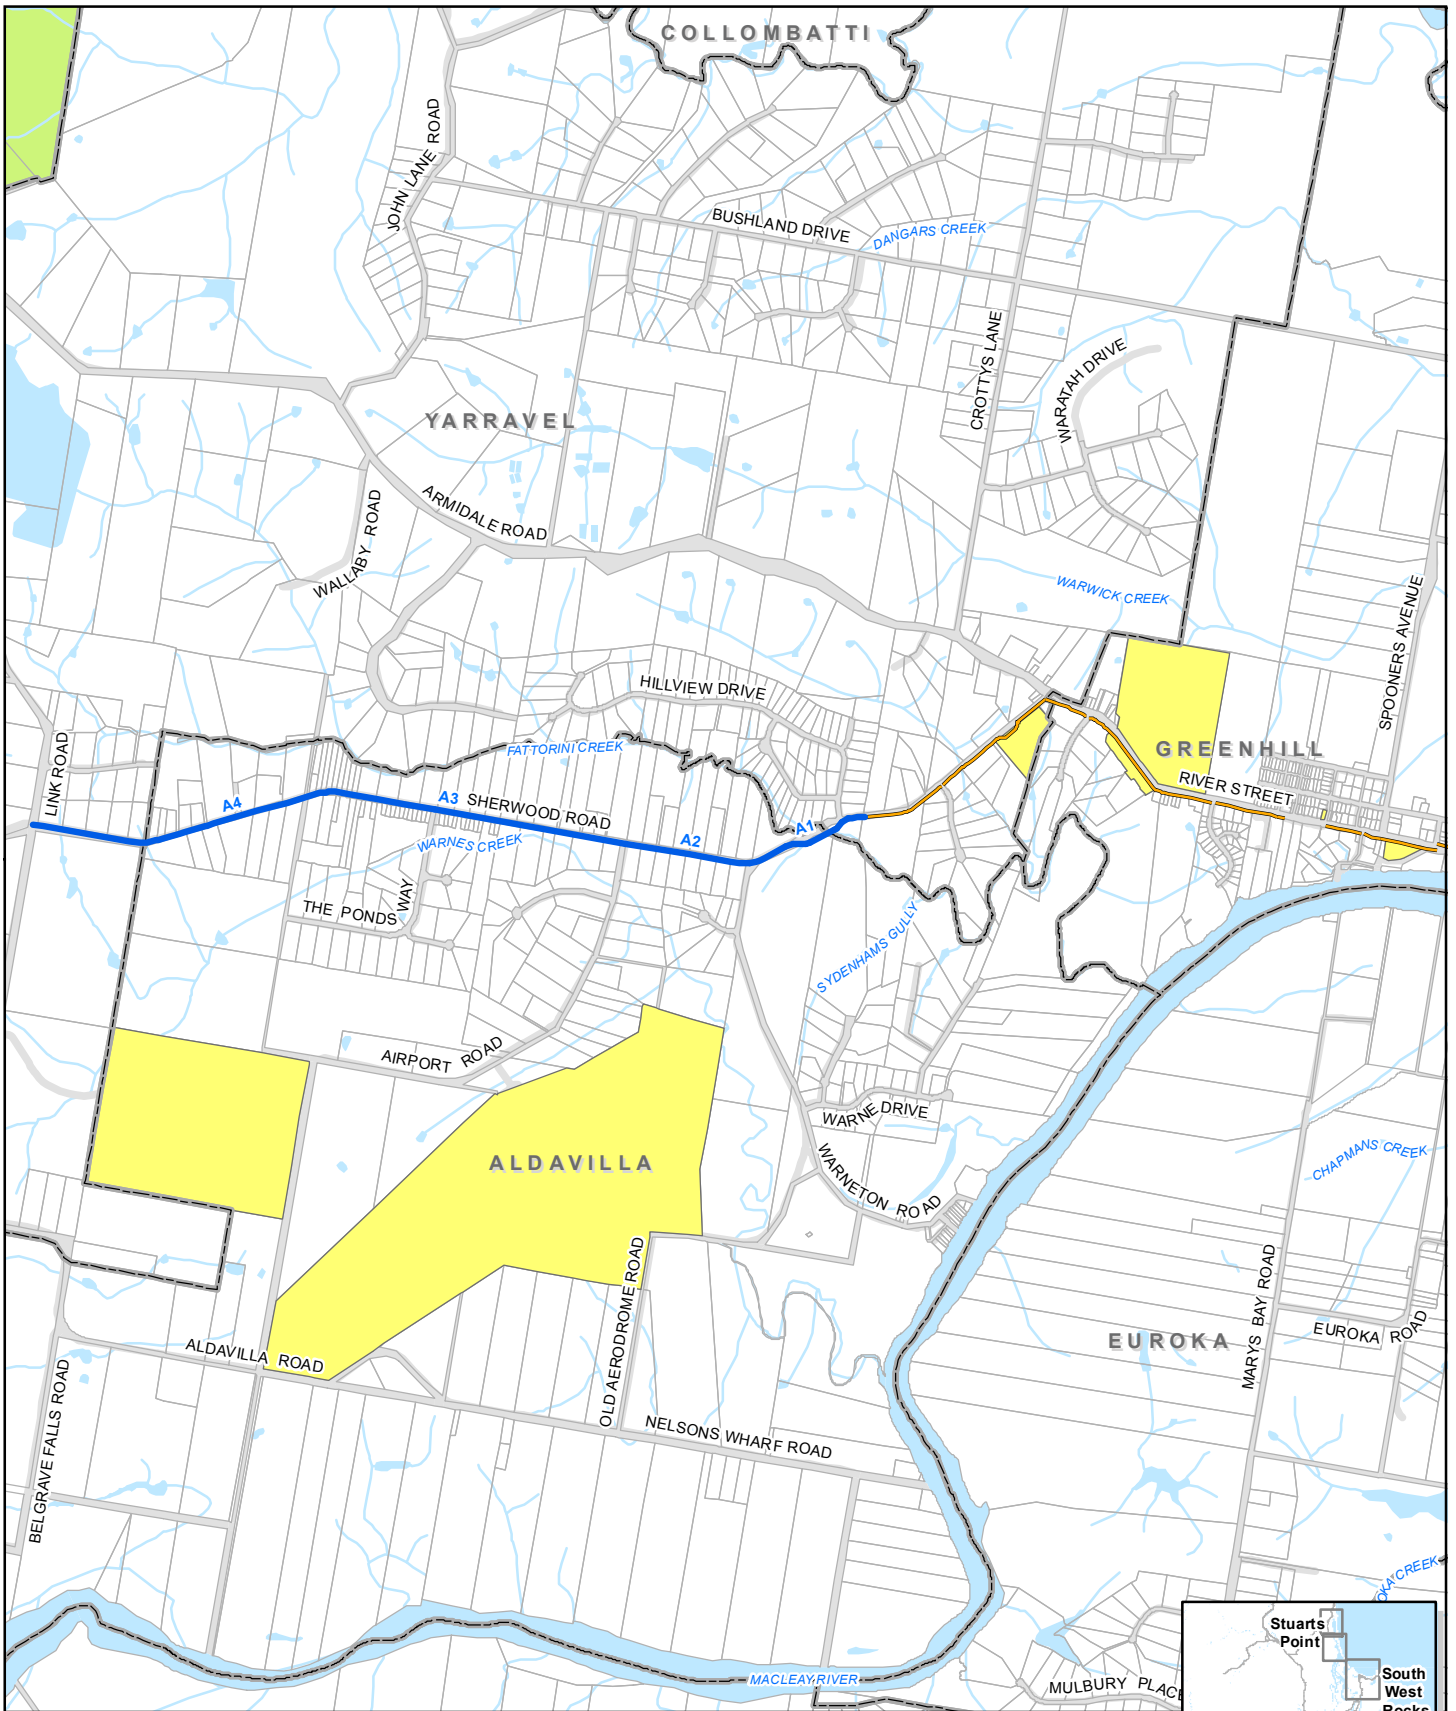 COLLOMBATTI
JOHN LANE ROAD
BUSHLAND DRIVE
DANGARS CREEK
CROTTYS LANE
WARATAH DRIVE
YARRAVEL
ARMIDALE ROAD
WALLABY ROAD
WARWICK CREEK
SPOONERS AVENUE
HILLVIEW DRIVE
FATTORINI CREEK
GREENHILL
RIVER STREET
LINK ROAD
A4
A3
SHERWOOD ROAD
A2
A1
WARNES CREEK
THE PONDS WAY
SYDENHAMS GULLY
AIRPORT ROAD
WARNE DRIVE
ALDAVILLA
WARNETON ROAD
CHAPMANS CREEK
MARYS BAY ROAD
EUROKA ROAD
EUROKA
OLD AERODROME ROAD
ALDAVILLA ROAD
BELGRAVE FALLS ROAD
NELSONS WHARF ROAD
OKA CREEK
MACLEAY RIVER
MULBURY PLACE
Stuarts
Point
South
West
Rocks